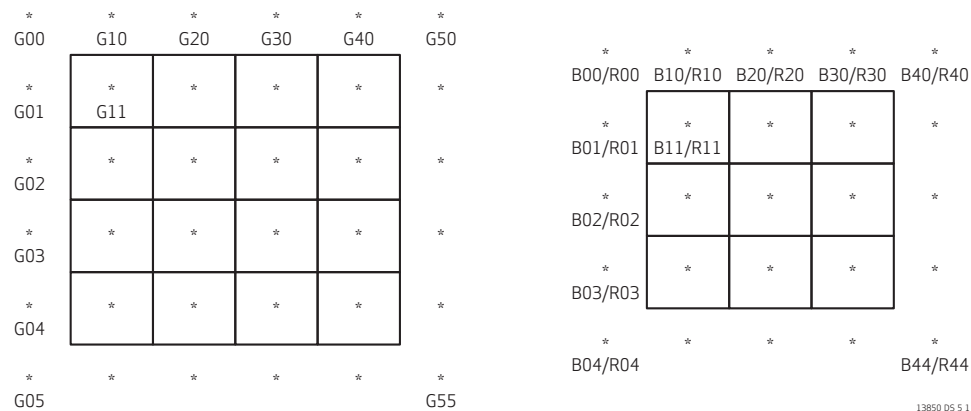 * * * * * *
G00 G10 G20 G30 G40 G50
* * * * * *
G01 G11
* * * * * *
G02
* * * * * *
G03
* * * * * *
G04
* * * * * *
G05 G55
* * * * *
B00/R00 B10/R10 B20/R20 B30/R30 B40/R40
* * * * *
B01/R01 B11/R11
* * * * *
B02/R02
* * * * *
B03/R03
* * * * *
B04/R04 B44/R44
13850 DS 5 1